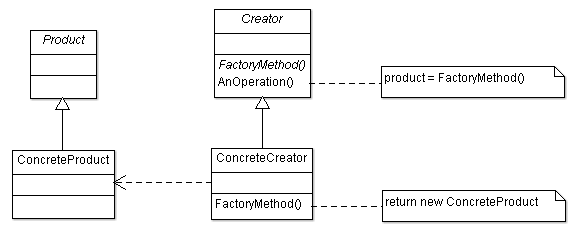 Creator
Product
FactoryMethod()
AnOperation()
product = FactoryMethod()
ConcreteProduct
ConcreteCreator
FactoryMethod()
return new ConcreteProduct